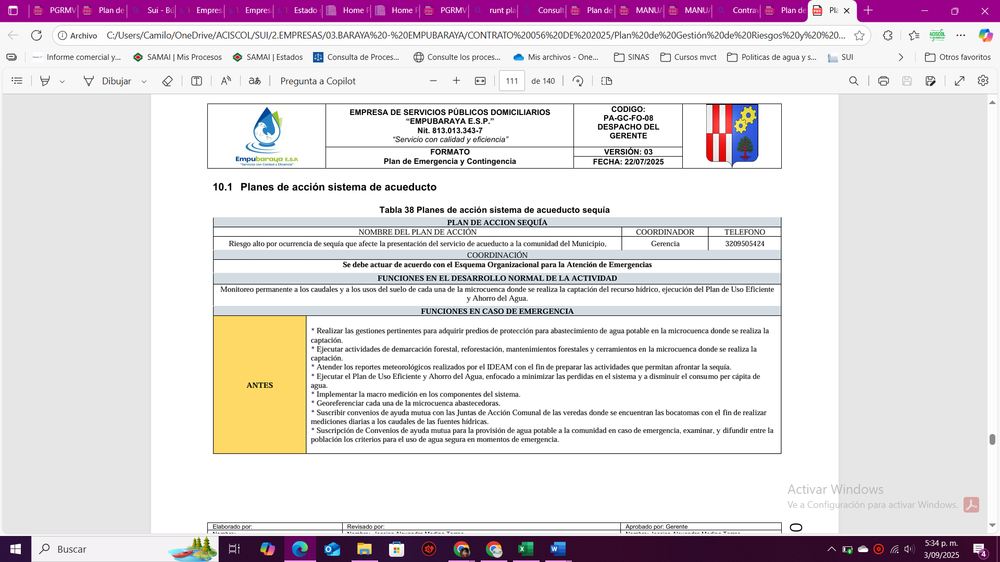 PGRMV
Plan de
Sui - Bú
Empres
Empres
Estado
Home P
Home P
PGRMV
runt pla
Consult
Plan de
MANUA
MANUA
Contrav
Plan de
Pla
Archivo
C:/Users/Camilo/OneDrive/ACISCOL/SUI/2.EMPRESAS/03.BARAYA%20-%20EMPUBARAYA/CONTRATO%20056%20DE%202025/Plan%20de%20Gestión%20de%20Riesgos%20y%20%20...
Informe comercial y...
SAMAI | Mis Procesos
SAMAI | Estados
Consulta de Proces...
Consulte los proces...
Mis archivos - One...
SINAS
Cursos mvct
Politicas de agua y s...
SUI
Otros favoritos
Dibujar
Pregunta a Copilot
111
de 140
Empubaraya E.S.P.
"Servicios con Calidad y Eficiencia"
EMPRESA DE SERVICIOS PÚBLICOS DOMICILIARIOS
“EMPUBARAYA E.S.P.”
Nit. 813.013.343-7
“Servicio con calidad y eficiencia”
FORMATO
Plan de Emergencia y Contingencia
CODIGO:
PA-GC-FO-08
DESPACHO DEL
GERENTE
VERSIÓN: 03
FECHA: 22/07/2025
10.1 Planes de acción sistema de acueducto
Tabla 38 Planes de acción sistema de acueducto sequía
PLAN DE ACCION SEQUÍA
NOMBRE DEL PLAN DE ACCIÓN
COORDINADOR
TELEFONO
Riesgo alto por ocurrencia de sequía que afecte la presentación del servicio de acueducto a la comunidad del Municipio,
Gerencia
3209505424
COORDINACIÓN
Se debe actuar de acuerdo con el Esquema Organizacional para la Atención de Emergencias
FUNCIONES EN EL DESARROLLO NORMAL DE LA ACTIVIDAD
Monitoreo permanente a los caudales y a los usos del suelo de cada una de la microcuenca donde se realiza la captación del recurso hídrico, ejecución del Plan de Uso Eficiente
y Ahorro del Agua.
FUNCIONES EN CASO DE EMERGENCIA
ANTES
* Realizar las gestiones pertinentes para adquirir predios de protección para abastecimiento de agua potable en la microcuenca donde se realiza la
captación.
* Ejecutar actividades de demarcación forestal, reforestación, mantenimientos forestales y cerramientos en la microcuenca donde se realiza la
captación.
* Atender los reportes meteorológicos realizados por el IDEAM con el fin de preparar las actividades que permitan afrontar la sequía.
* Ejecutar el Plan de Uso Eficiente y Ahorro del Agua, enfocado a minimizar las perdidas en el sistema y a disminuir el consumo per cápita de
agua.
* Implementar la macro medición en los componentes del sistema.
* Georeferenciar cada una de la microcuenca abastecedoras.
* Suscribir convenios de ayuda mutua con las Juntas de Acción Comunal de las veredas donde se encuentran las bocatomas con el fin de realizar
mediciones diarias a los caudales de las fuentes hídricas.
* Suscripción de Convenios de ayuda mutua para la provisión de agua potable a la comunidad en caso de emergencia, examinar, y difundir entre la
población los criterios para el uso de agua segura en momentos de emergencia.
Activar Windows
Ve a Configuración para activar Windows.
Elaborado por:
Revisado por:
Aprobado por: Gerente
Buscar
5:34 p. m.
3/09/2025
4